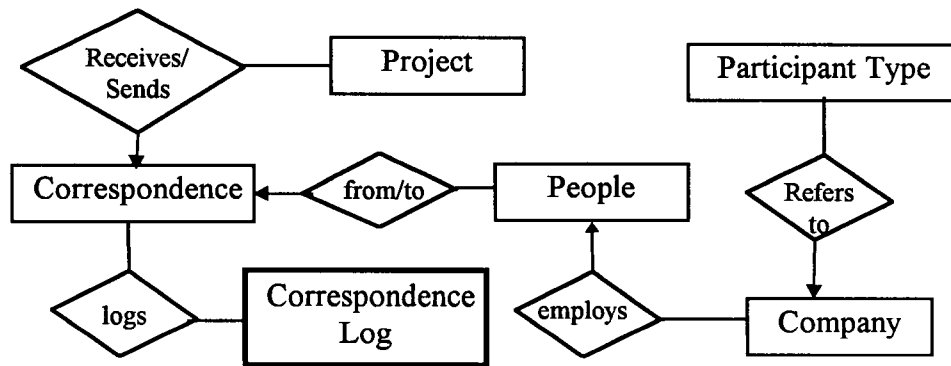 Receives/
Sends
Project
Participant Type
Correspondence
from/to
People
Refers
to
logs
Correspondence
Log
employs
Company